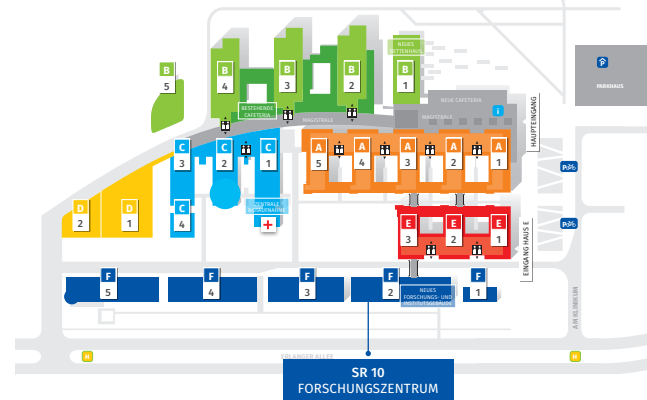 B
5
B
4
B
3
B
2
NEUES
BETTENHAUS
B
1
BESTEHENDE
CAFETERIA
MAGISTRALE
NEUE CAFETERIA
MAGISTRALE
i
P
PARKHAUS
HAUPTEINGANG
C
3
C
2
C
1
A
5
A
4
A
3
A
2
A
1
P
D
2
D
1
C
4
ZENTRALE
NOTAUFNAHME
E
3
E
2
E
1
EINGANG HAUS E
P
F
5
F
4
F
3
F
2
NEUES
FORSCHUNGS- UND
INSTITUTSGEBÄUDE
F
1
AM KLINIKUM
H
ERLANGER ALLEE
H
SR 10
FORSCHUNGSZENTRUM